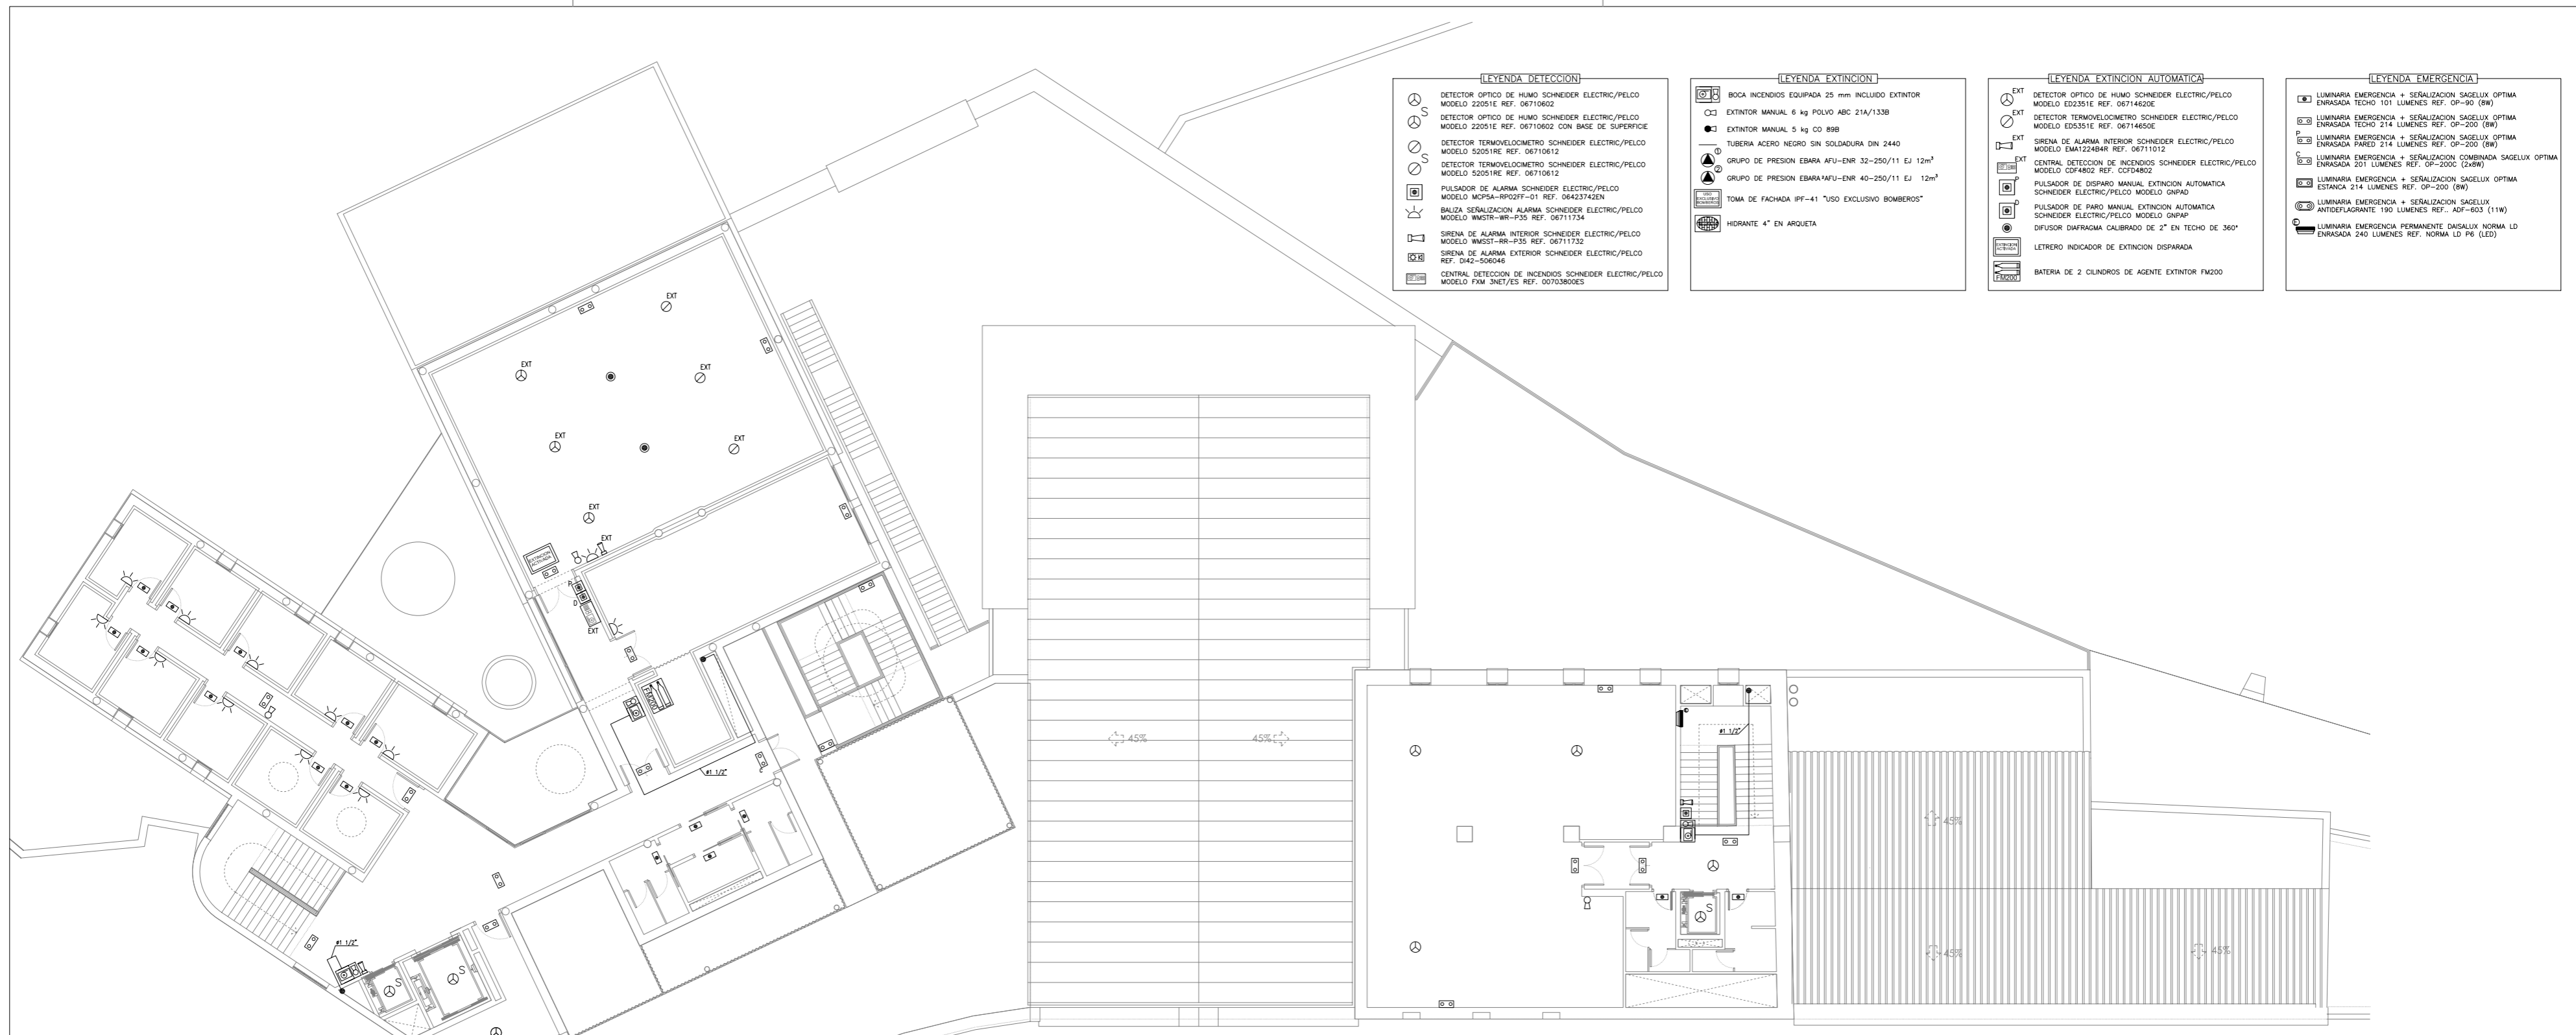 LEYENDA DETECCION
S
DETECTOR OPTICO DE HUMO SCHNEIDER ELECTRIC/PELCO
MODELO 22051E REF. 06710602
DETECTOR OPTICO DE HUMO SCHNEIDER ELECTRIC/PELCO
MODELO 22051E REF. 06710602 CON BASE DE SUPERFICIE
S
DETECTOR TERMOVELOCIMETRO SCHNEIDER ELECTRIC/PELCO
MODELO 52051RE REF. 06710612
DETECTOR TERMOVELOCIMETRO SCHNEIDER ELECTRIC/PELCO
MODELO 52051RE REF. 06710612
PULSADOR DE ALARMA SCHNEIDER ELECTRIC/PELCO
MODELO MCP5A-RP02FF-01 REF. 06423742EN
BALIZA SEÑALIZACION ALARMA SCHNEIDER ELECTRIC/PELCO
MODELO WMSTR-WR-P35 REF. 06711734
SIRENA DE ALARMA INTERIOR SCHNEIDER ELECTRIC/PELCO
MODELO WMSST-RR-P35 REF. 06711732
SIRENA DE ALARMA EXTERIOR SCHNEIDER ELECTRIC/PELCO
REF. DI42-506046
CENTRAL DETECCION DE INCENDIOS SCHNEIDER ELECTRIC/PELCO
MODELO FXM 3NET/ES REF. 00703800ES
LEYENDA EXTINCION
BOCA INCENDIOS EQUIPADA 25 mm INCLUIDO EXTINTOR
EXTINTOR MANUAL 6 kg POLVO ABC 21A/133B
EXTINTOR MANUAL 5 kg CO 89B
TUBERIA ACERO NEGRO SIN SOLDADURA DIN 2440
1
GRUPO DE PRESION EBARA AFU-ENR 32-250/11 EJ 12m³
2
GRUPO DE PRESION EBARA AFU-ENR 40-250/11 EJ 12m³
USO EXCLUSIVO BOMBEROS
TOMA DE FACHADA IPF-41 "USO EXCLUSIVO BOMBEROS"
HIDRANTE 4" EN ARQUETA
LEYENDA EXTINCION AUTOMATICA
EXT
DETECTOR OPTICO DE HUMO SCHNEIDER ELECTRIC/PELCO
MODELO ED2351E REF. 06714620E
EXT
DETECTOR TERMOVELOCIMETRO SCHNEIDER ELECTRIC/PELCO
MODELO ED5351E REF. 06714650E
EXT
SIRENA DE ALARMA INTERIOR SCHNEIDER ELECTRIC/PELCO
MODELO EMA1224B4R REF. 06711012
EXT
CENTRAL DETECCION DE INCENDIOS SCHNEIDER ELECTRIC/PELCO
MODELO CDF4802 REF. CCFD4802
P
PULSADOR DE DISPARO MANUAL EXTINCION AUTOMATICA
SCHNEIDER ELECTRIC/PELCO MODELO GNPAD
D
PULSADOR DE PARO MANUAL EXTINCION AUTOMATICA
SCHNEIDER ELECTRIC/PELCO MODELO GNPAP
DIFUSOR DIAFRAGMA CALIBRADO DE 2" EN TECHO DE 360°
EXTINCION ACTIVADA
LETRERO INDICADOR DE EXTINCION DISPARADA
FM200
BATERIA DE 2 CILINDROS DE AGENTE EXTINTOR FM200
LEYENDA EMERGENCIA
LUMINARIA EMERGENCIA + SEÑALIZACION SAGELUX OPTIMA
ENRASADA TECHO 101 LUMENES REF. OP-90 (8W)
LUMINARIA EMERGENCIA + SEÑALIZACION SAGELUX OPTIMA
ENRASADA TECHO 214 LUMENES REF. OP-200 (8W)
P
LUMINARIA EMERGENCIA + SEÑALIZACION SAGELUX OPTIMA
ENRASADA PARED 214 LUMENES REF. OP-200 (8W)
C
LUMINARIA EMERGENCIA + SEÑALIZACION COMBINADA SAGELUX OPTIMA
ENRASADA 201 LUMENES REF. OP-200C (2x8W)
LUMINARIA EMERGENCIA + SEÑALIZACION SAGELUX OPTIMA
ESTANCA 214 LUMENES REF. OP-200 (8W)
LUMINARIA EMERGENCIA + SEÑALIZACION SAGELUX
ANTIDEFLAGRANTE 190 LUMENES REF.. ADF-603 (11W)
LUMINARIA EMERGENCIA PERMANENTE DAISALUX NORMA LD
ENRASADA 240 LUMENES REF. NORMA LD P6 (LED)
EXT
EXT
EXT
EXT
EXT
EXT
EXT
EXT
EXTINCION ACTIVADA
P
D
EXT
FM200
C
ø1 1/2"
ø1 1/2"
ø1 1/2"
S
S
S
45%
45%
45%
45%
45%